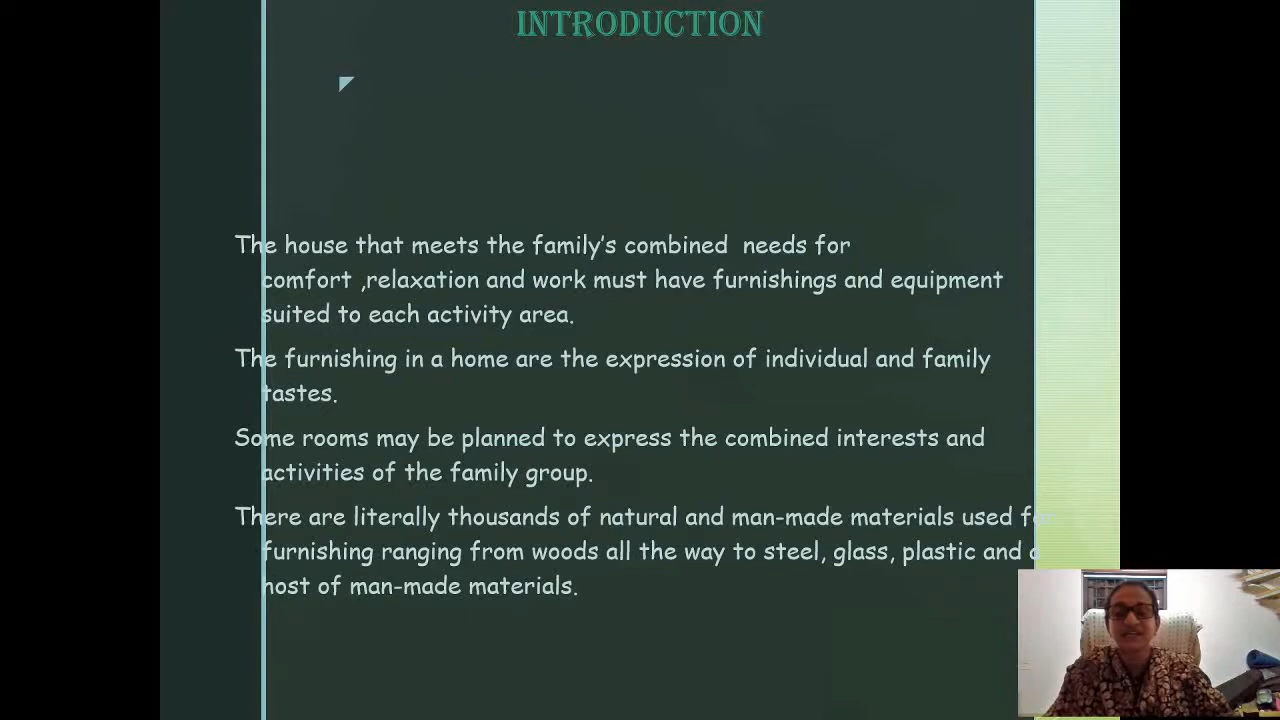 INTRODUCTION
The house that meets the family's combined needs for
comfort ,relaxation and work must have furnishings and equipment
suited to each activity area.
The furnishing in a home are the expression of individual and family
tastes.
Some rooms may be planned to express the combined interests and
activities of the family group.
There are literally thousands of natural and man-made materials used for
furnishing ranging from woods all the way to steel, glass, plastic and a
host of man-made materials.